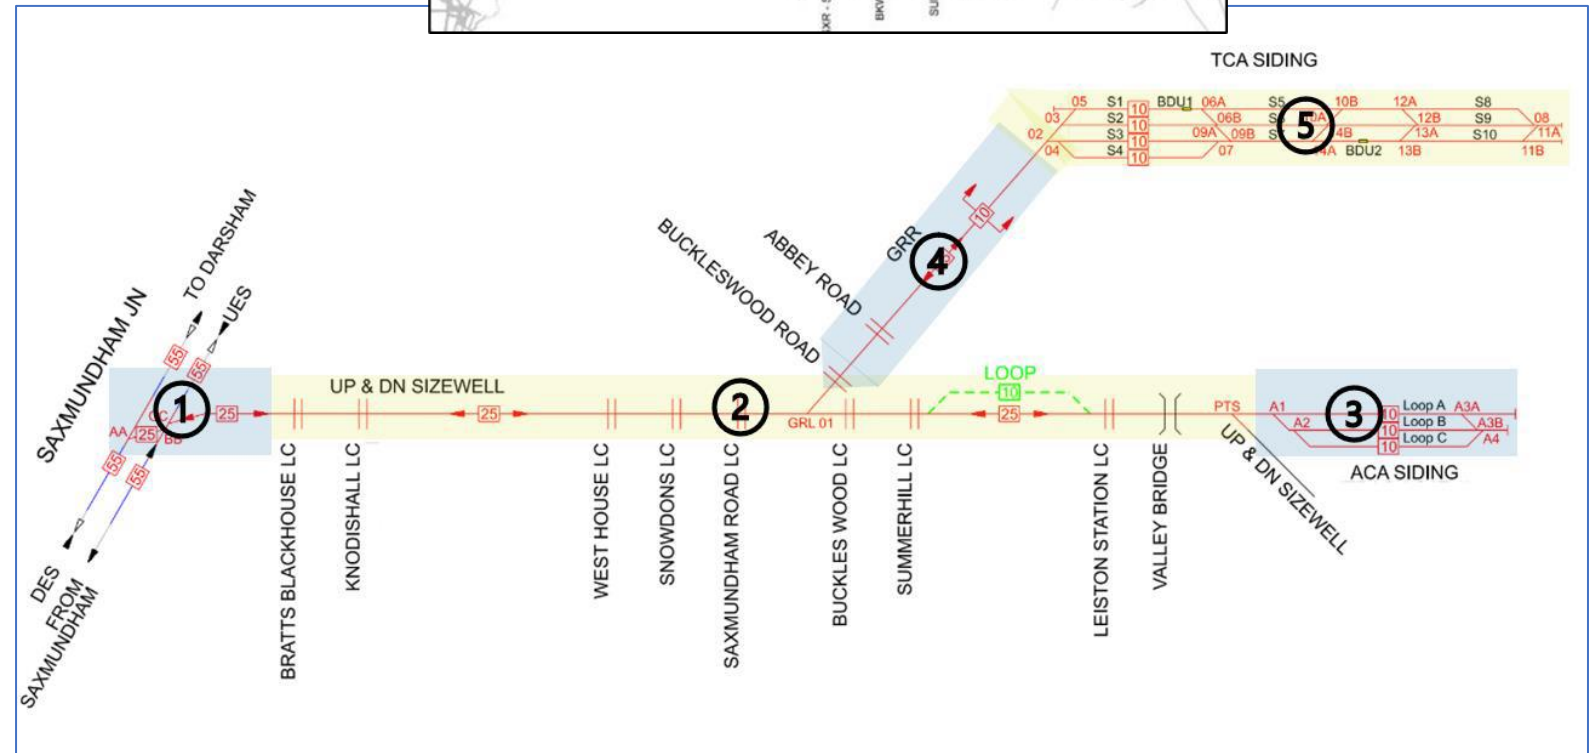 BKV
SU
TCA SIDING
05 S1 10 BDU1 06A S5 10B 12A S8
03 S2 10 06B 12B S9 08
02 S3 10 09A 09B 4B 13A S10 11A
04 S4 10 07 BDU2 13B 11B
5
10
GRR
4
ABBEY ROAD
BUCKLESWOOD ROAD
TO DARSHAM
UES
SAXMUNDHAM JN
55
55
UP & DN SIZEWELL
LOOP
10
1
CC
25
AA
25
BB
25
2
GRL 01
25
PTS
A1
A2
3
10 Loop A A3A
10 Loop B A3B
10 Loop C A4
ACA SIDING
UP & DN SIZEWELL
55
55
DES
FROM
SAXMUNDHAM
BRATTS BLACKHOUSE LC
KNODISHALL LC
WEST HOUSE LC
SNOWDONS LC
SAXMUNDHAM ROAD LC
BUCKLES WOOD LC
SUMMERHILL LC
LEISTON STATION LC
VALLEY BRIDGE